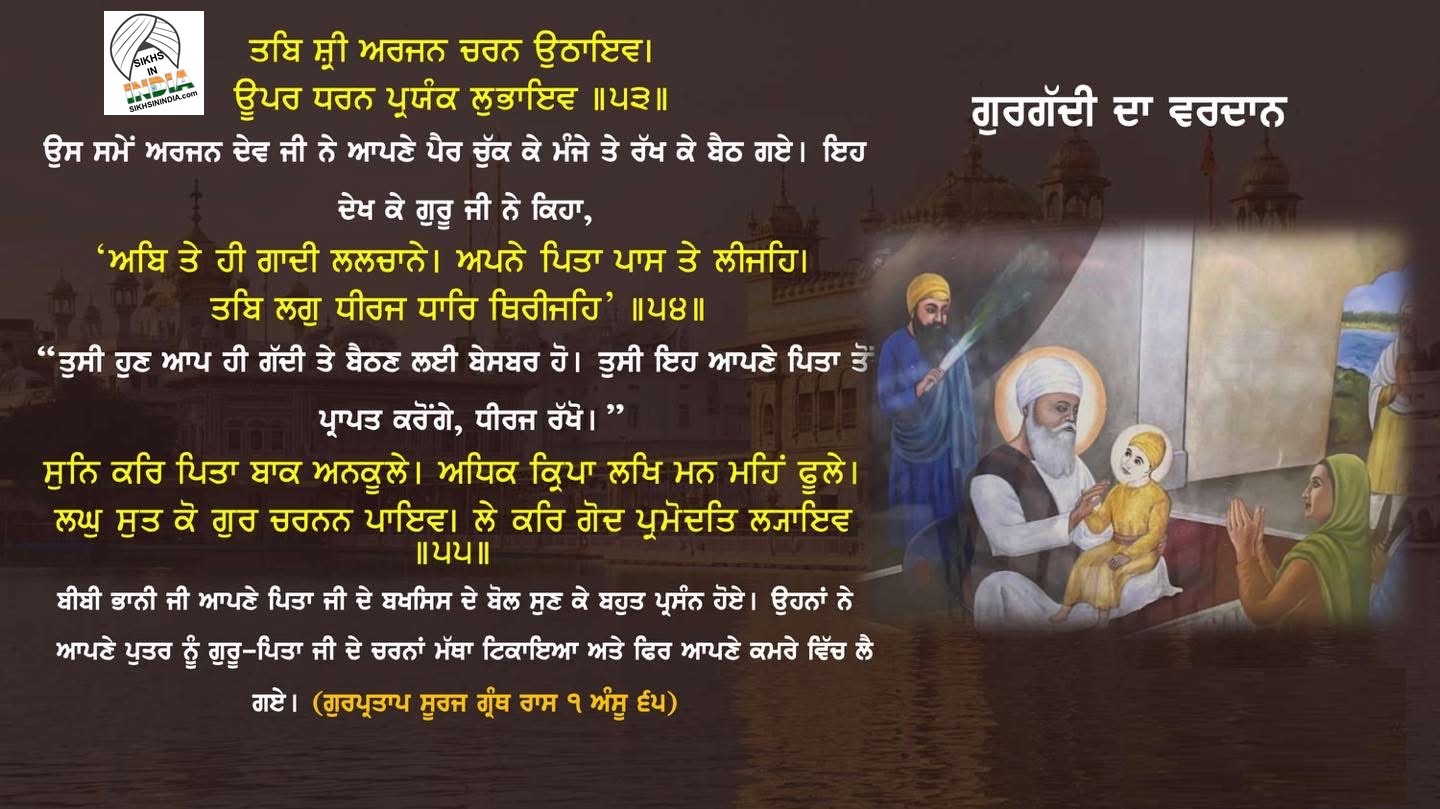 SIKHS
IN
INDIA
SIKHSININDIA.com
ਤਬਿ ਸ਼੍ਰੀ ਅਰਜਨ ਚਰਨ ਉਠਾਇਵ।
ਊਪਰ ਧਰਨ ਪ੍ਰਯੰਕ ਲੁਭਾਇਵ ॥੫੩॥
ਉਸ ਸਮੇਂ ਅਰਜਨ ਦੇਵ ਜੀ ਨੇ ਆਪਣੇ ਪੈਰ ਚੁੱਕ ਕੇ ਮੰਜੇ ਤੇ ਰੱਖ ਕੇ ਬੈਠ ਗਏ। ਇਹ
ਦੇਖ ਕੇ ਗੁਰੂ ਜੀ ਨੇ ਕਿਹਾ,
‘ਅਬਿ ਤੇ ਹੀ ਗਾਦੀ ਲਲਚਾਨੇ। ਅਪਨੇ ਪਿਤਾ ਪਾਸ ਤੇ ਲੀਜਹਿ।
ਤਬਿ ਲਗੁ ਧੀਰਜ ਧਾਰਿ ਥਿਰੀਜਹਿ’ ॥੫੪॥
“ਤੁਸੀ ਹੁਣ ਆਪ ਹੀ ਗੱਦੀ ਤੇ ਬੈਠਣ ਲਈ ਬੇਸਬਰ ਹੋ। ਤੁਸੀ ਇਹ ਆਪਣੇ ਪਿਤਾ ਤੋਂ
ਪ੍ਰਾਪਤ ਕਰੋਂਗੇ, ਧੀਰਜ ਰੱਖੋ।”
ਸੁਨਿ ਕਰਿ ਪਿਤਾ ਬਾਕ ਅਨਕੂਲੇ। ਅਧਿਕ ਕ੍ਰਿਪਾ ਲਖਿ ਮਨ ਮਹਿਂ ਫੂਲੇ।
ਲਘੁ ਸੁਤ ਕੋ ਗੁਰ ਚਰਨਨ ਪਾਇਵ। ਲੇ ਕਰਿ ਗੋਦ ਪ੍ਰਮੋਦਤਿ ਲ੍ਯਾਇਵ
॥੫੫॥
ਬੀਬੀ ਭਾਨੀ ਜੀ ਆਪਣੇ ਪਿਤਾ ਜੀ ਦੇ ਬਖਸਿਸ ਦੇ ਬੋਲ ਸੁਣ ਕੇ ਬਹੁਤ ਪ੍ਰਸੰਨ ਹੋਏ। ਉਹਨਾਂ ਨੇ
ਆਪਣੇ ਪੁਤਰ ਨੂੰ ਗੁਰੂ-ਪਿਤਾ ਜੀ ਦੇ ਚਰਨਾਂ ਮੱਥਾ ਟਿਕਾਇਆ ਅਤੇ ਫਿਰ ਆਪਣੇ ਕਮਰੇ ਵਿੱਚ ਲੈ
ਗਏ। (ਗੁਰਪ੍ਰਤਾਪ ਸੂਰਜ ਗ੍ਰੰਥ ਰਾਸ ੧ ਅੰਸੂ ੬੫)
ਗੁਰਗੱਦੀ ਦਾ ਵਰਦਾਨ